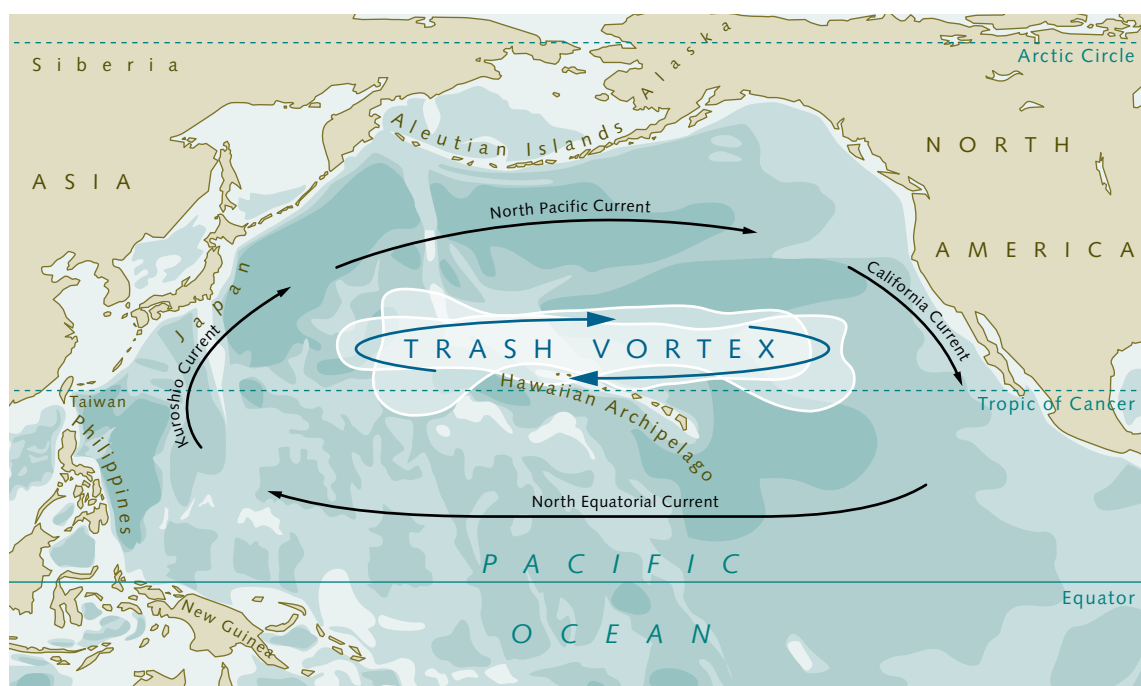 Arctic Circle
Siberia
Alaska
Aleutian Islands
NORTH
ASIA
North Pacific Current
AMERICA
California Current
Japan
Kuroshio Current
TRASH VORTEX
Hawaiian Archipelago
Taiwan
Tropic of Cancer
Philippines
North Equatorial Current
PACIFIC
Equator
New Guinea
OCEAN